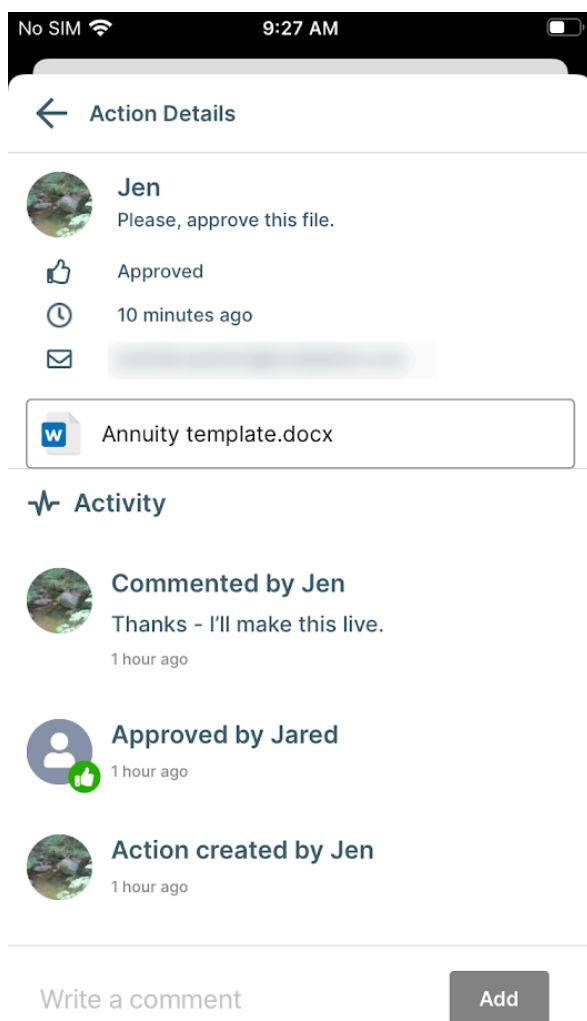 No SIM 9:27 AM
Action Details
Jen
Please, approve this file.
Approved
10 minutes ago
W Annuity template.docx
Activity
Commented by Jen
Thanks - I'll make this live.
1 hour ago
Approved by Jared
1 hour ago
Action created by Jen
1 hour ago
Write a comment Add